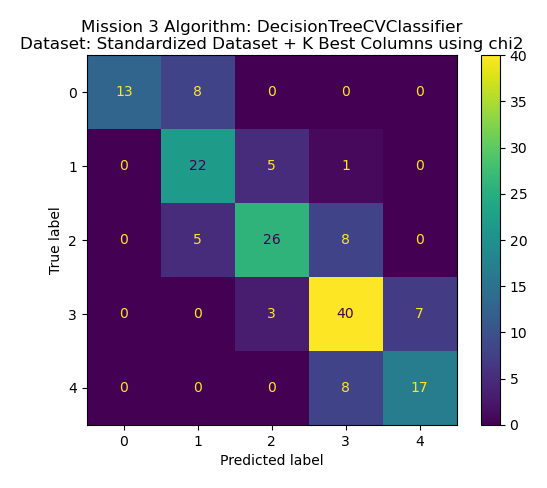 Mission 3 Algorithm: DecisionTreeCVClassifier
Dataset: Standardized Dataset + K Best Columns using chi2
0 13 8 0 0 0
1 0 22 5 1 0
2 0 5 26 8 0
3 0 0 3 40 7
4 0 0 0 8 17
0 1 2 3 4
True label
Predicted label
40
35
30
25
20
15
10
5
0